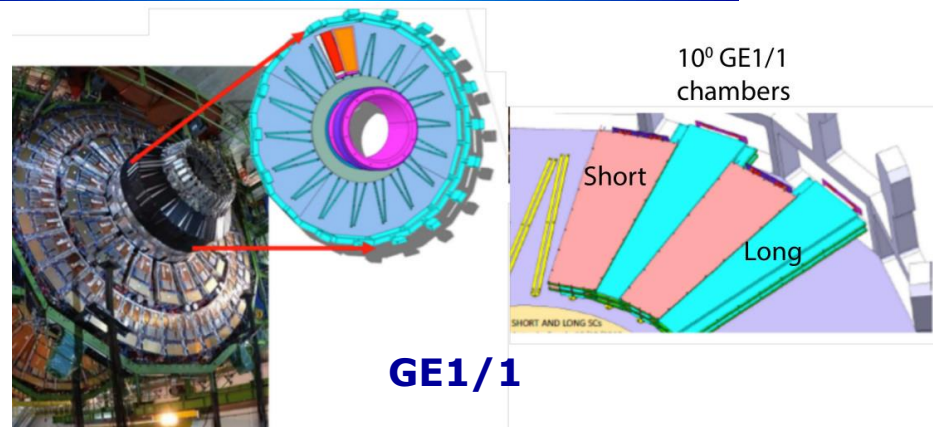 10⁰ GE1/1
chambers
Short
Long
SHORT AND LONG SCs
GE1/1